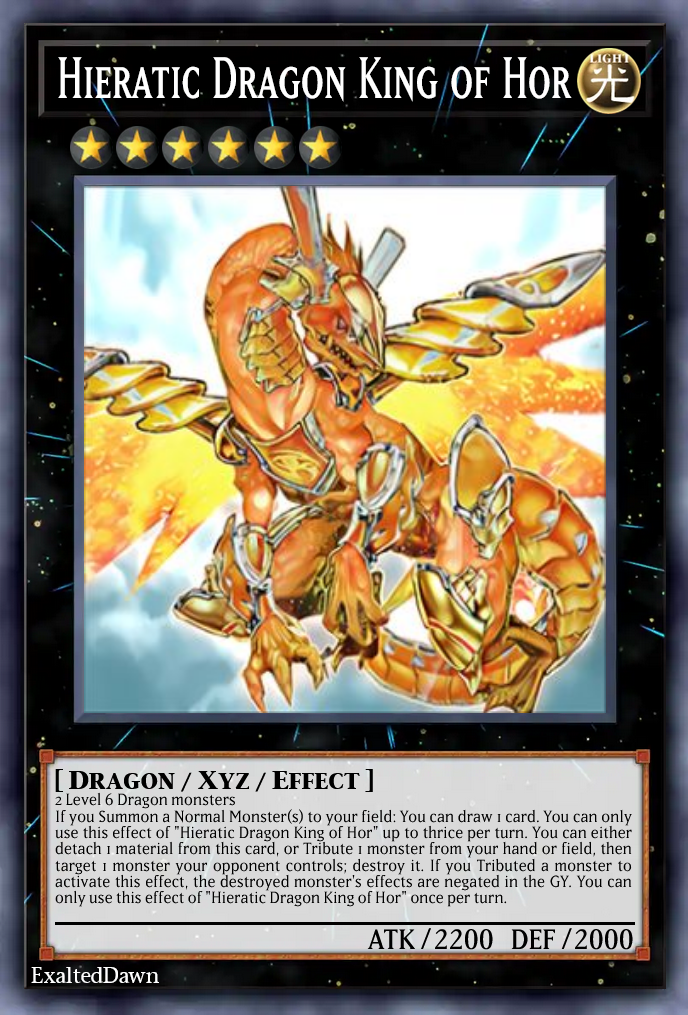 Hieratic Dragon King of Hor
LIGHT
光
[ Dragon / Xyz / Effect ]
2 Level 6 Dragon monsters
If you Summon a Normal Monster(s) to your field: You can draw 1 card. You can only
use this effect of "Hieratic Dragon King of Hor" up to thrice per turn. You can either
detach 1 material from this card, or Tribute 1 monster from your hand or field, then
target 1 monster your opponent controls; destroy it. If you Tributed a monster to
activate this effect, the destroyed monster's effects are negated in the GY. You can
only use this effect of "Hieratic Dragon King of Hor" once per turn.
ATK/2200 DEF/2000
ExaltedDawn